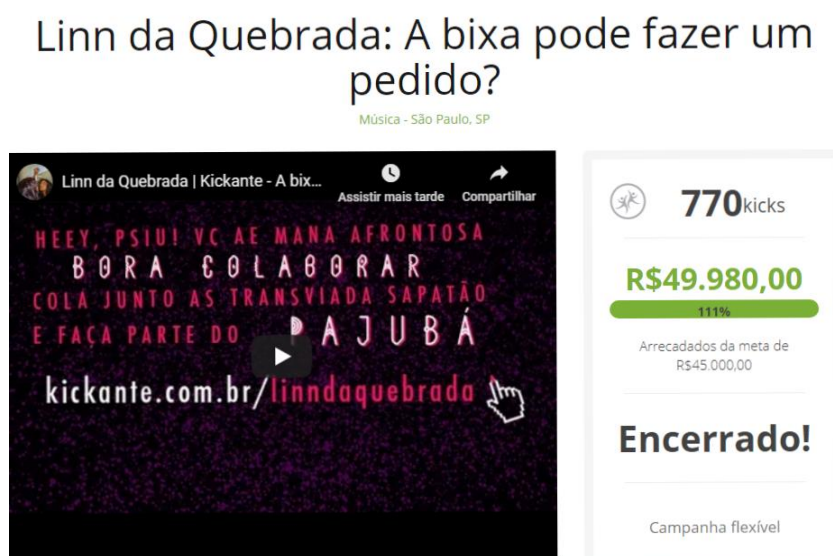 Linn da Quebrada: A bixa pode fazer um
pedido?
Música - São Paulo, SP
Linn da Quebrada | Kickante - A bix...
Assistir mais tarde
Compartilhar
HEEY, PSIU! VC AE MANA AFRONTOSA
BORA COLABORAR
COLA JUNTO AS TRANSVIADA SAPATÃO
E FAÇA PARTE DO PAJUBÁ
kickante.com.br/linndaquebrada
770kicks
R$49.980,00
111%
Arrecadados da meta de
R$45.000,00
Encerrado!
Campanha flexível